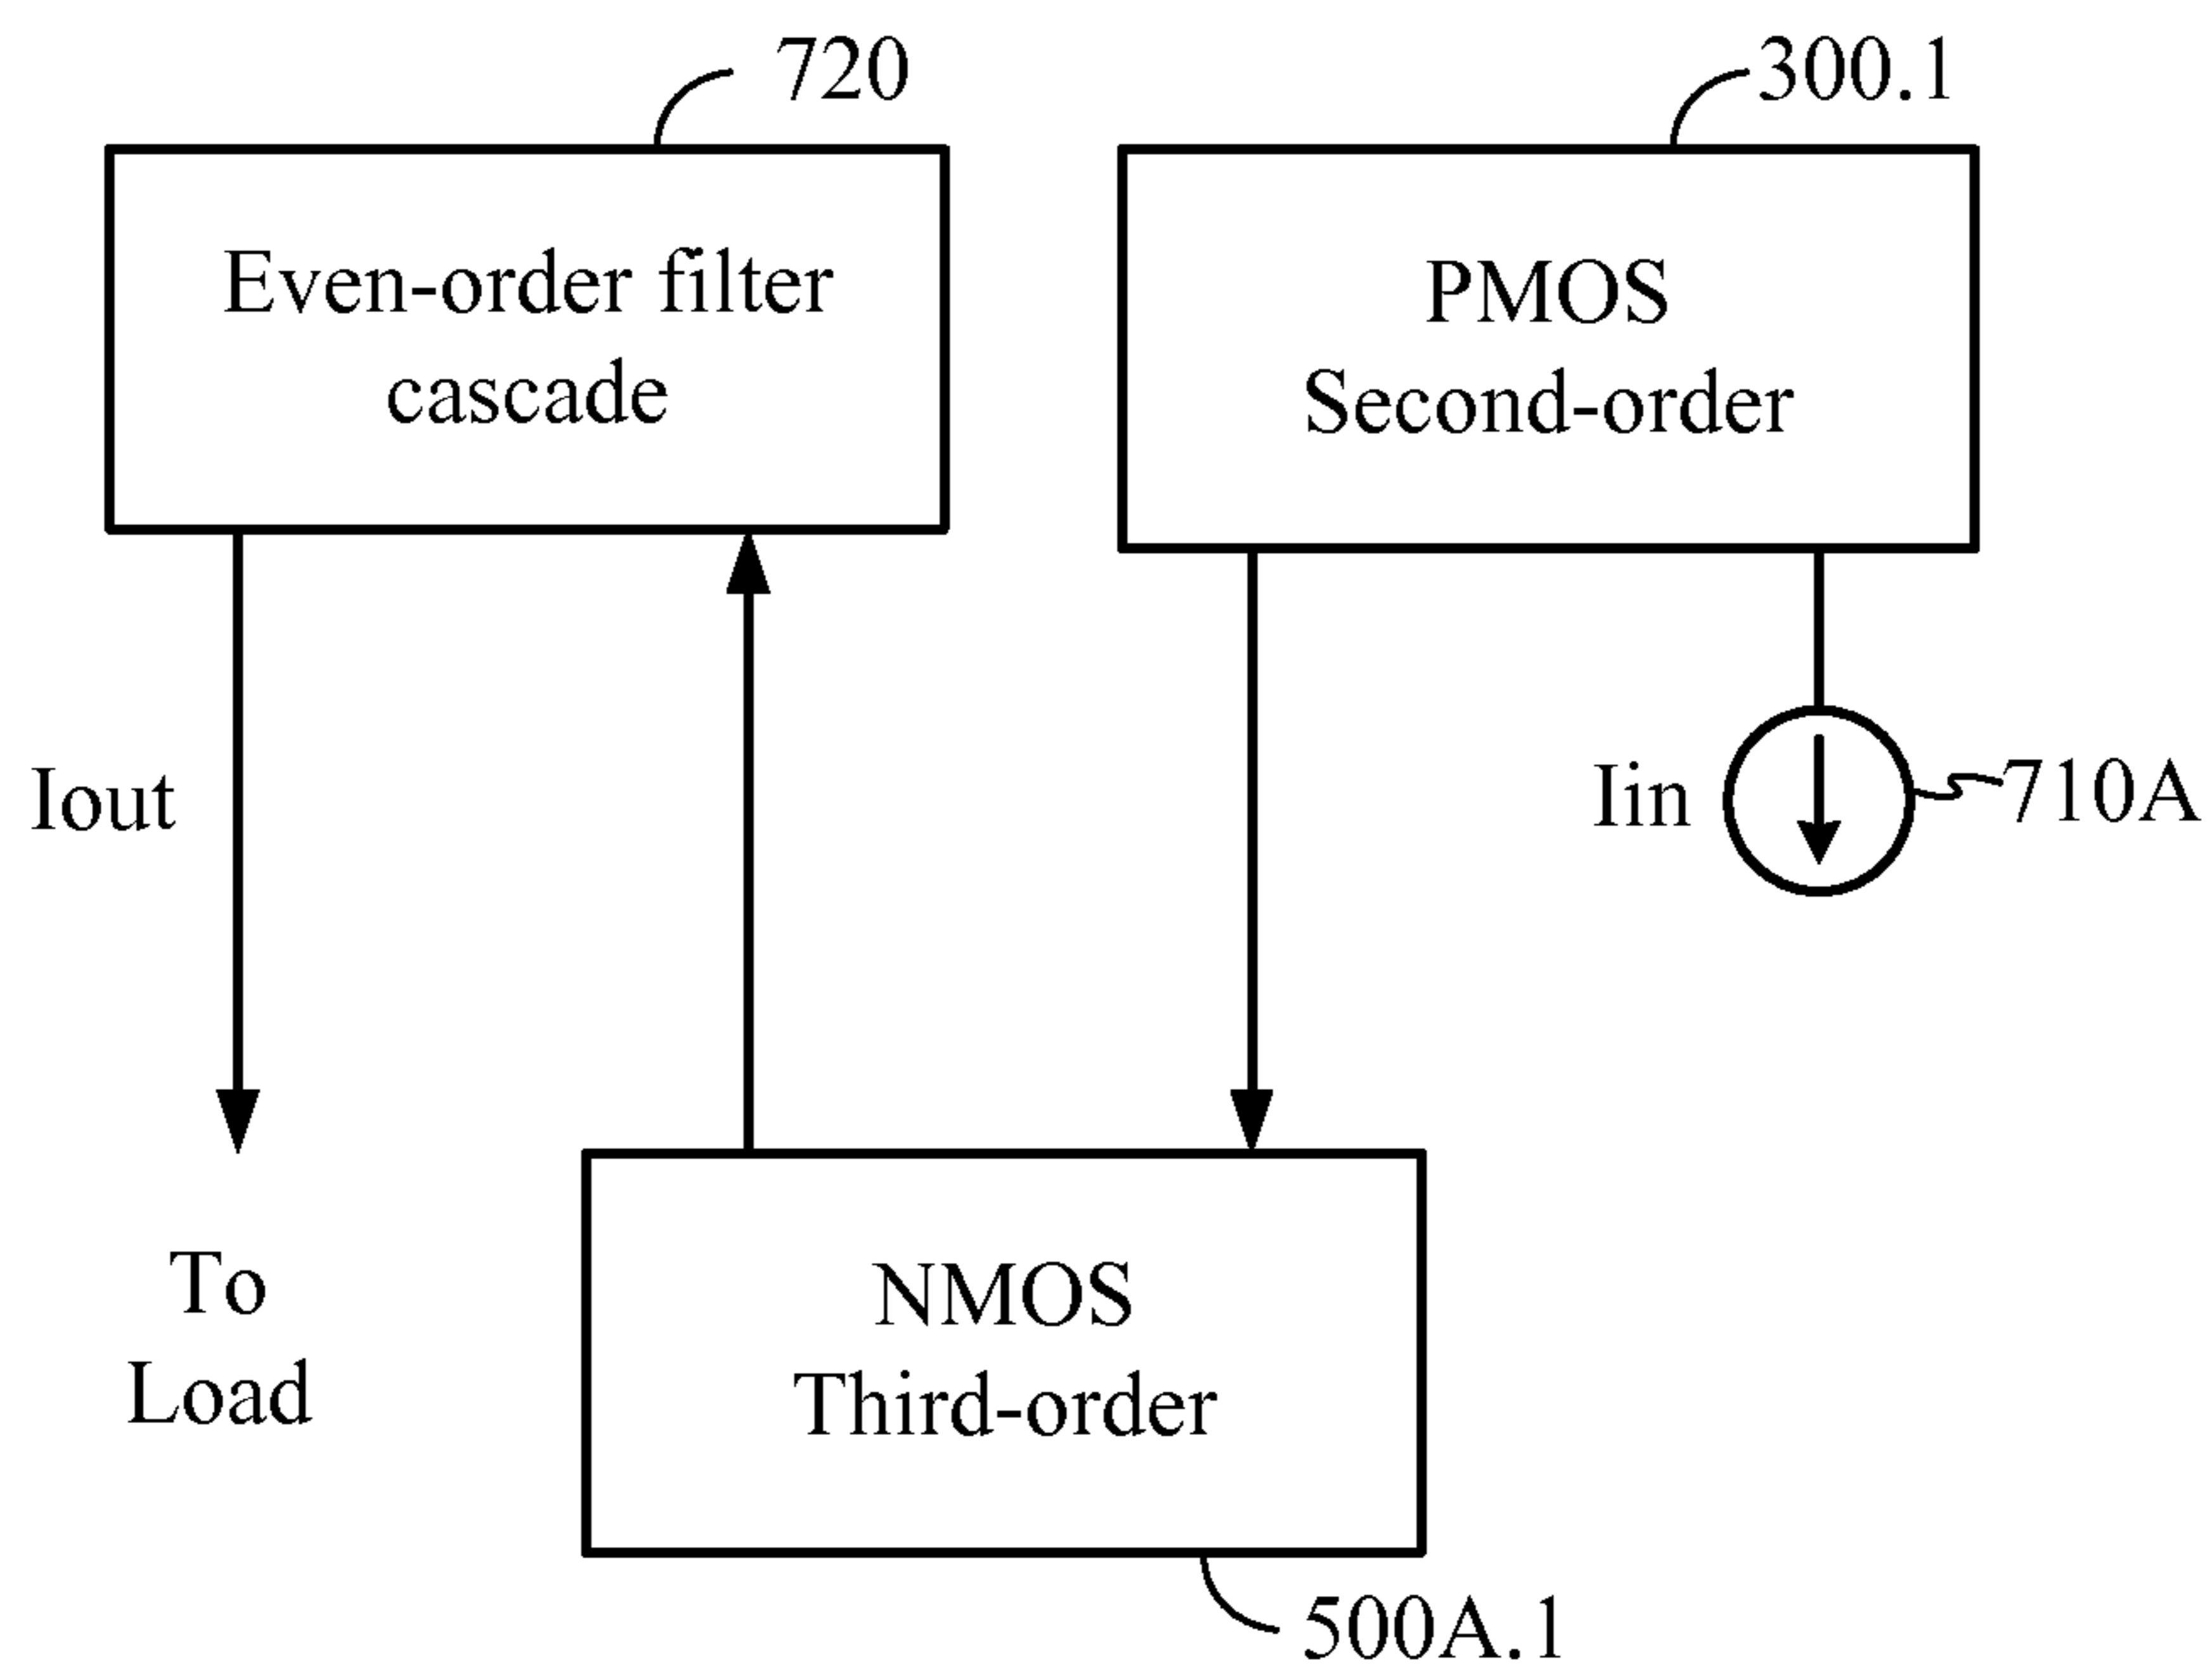 720
300.1
Even-order filter
cascade
PMOS
Second-order
Iout
Iin
710A
To
Load
NMOS
Third-order
500A.1